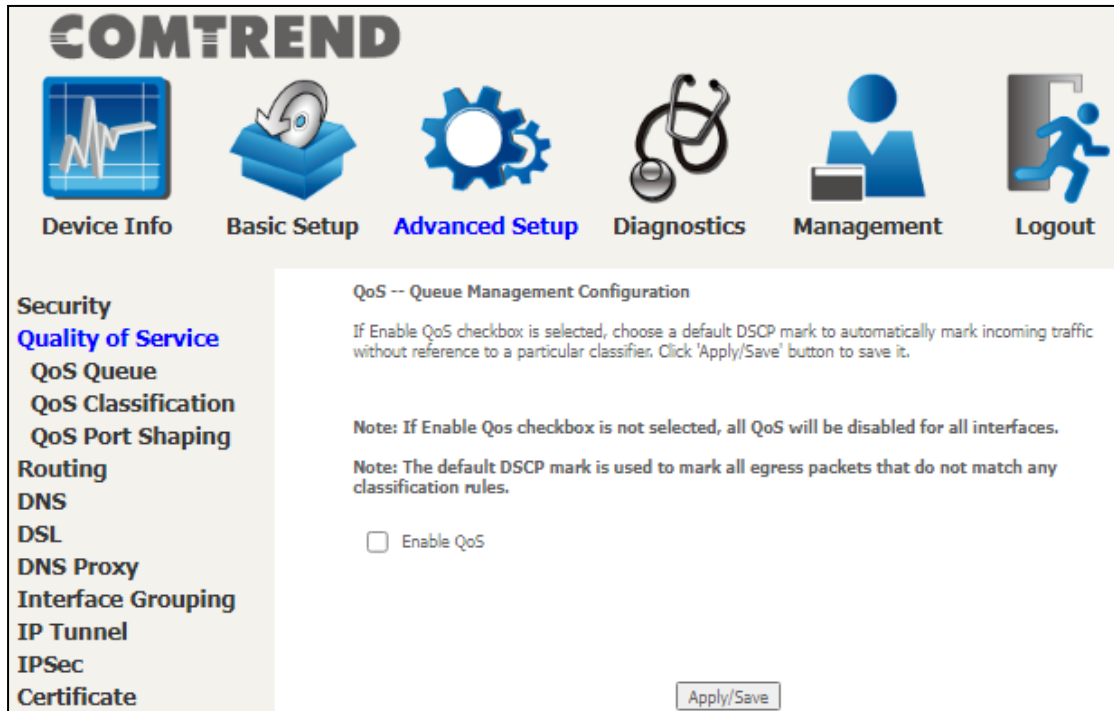 COMTREND
Device Info
Basic Setup
Advanced Setup
Diagnostics
Management
Logout
Security
Quality of Service
QoS Queue
QoS Classification
QoS Port Shaping
Routing
DNS
DSL
DNS Proxy
Interface Grouping
IP Tunnel
IPSec
Certificate
QoS -- Queue Management Configuration
If Enable QoS checkbox is selected, choose a default DSCP mark to automatically mark incoming traffic
without reference to a particular classifier. Click 'Apply/Save' button to save it.
Note: If Enable Qos checkbox is not selected, all QoS will be disabled for all interfaces.
Note: The default DSCP mark is used to mark all egress packets that do not match any
classification rules.
Enable QoS
Apply/Save